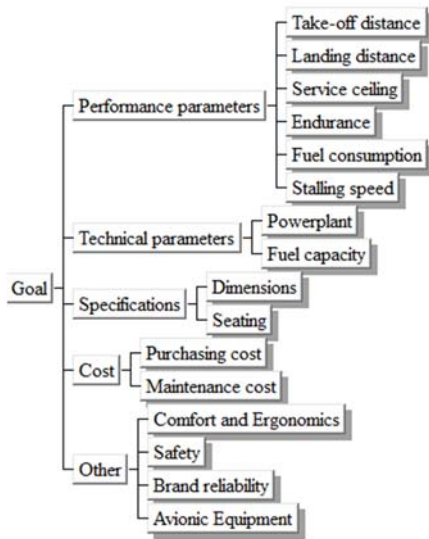 Goal
Performance parameters
Take-off distance
Landing distance
Service ceiling
Endurance
Fuel consumption
Stalling speed
Technical parameters
Powerplant
Fuel capacity
Specifications
Dimensions
Seating
Cost
Purchasing cost
Maintenance cost
Other
Comfort and Ergonomics
Safety
Brand reliability
Avionic Equipment